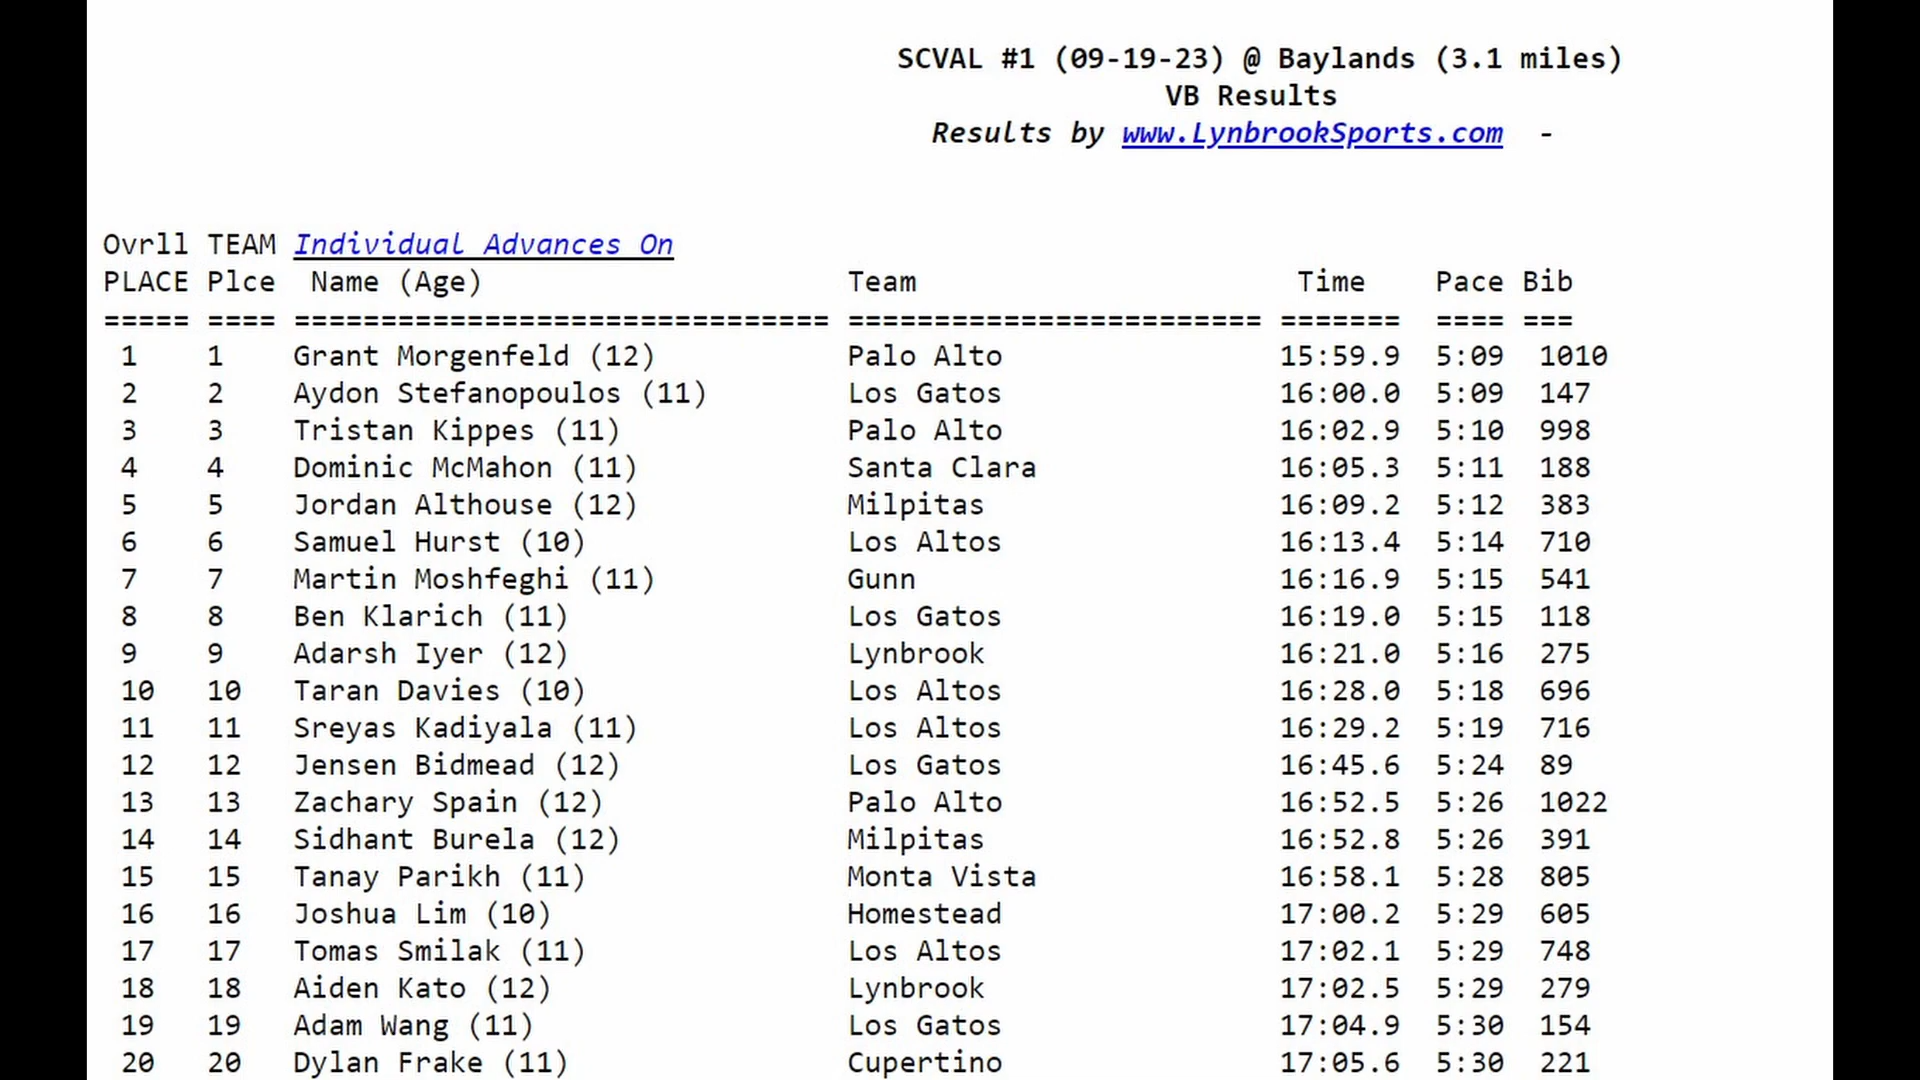 SCVAL #1 (09-19-23) @ Baylands (3.1 miles)
VB Results
Results by www.LynbrookSports.com -
Ovrll TEAM Individual Advances On
PLACE Plce Name (Age) Team Time Pace Bib
===== ==== =============================== ======================== ======= ==== ===
1 1 Grant Morgenfeld (12) Palo Alto 15:59.9 5:09 1010
2 2 Aydon Stefanopoulos (11) Los Gatos 16:00.0 5:09 147
3 3 Tristan Kippes (11) Palo Alto 16:02.9 5:10 998
4 4 Dominic McMahon (11) Santa Clara 16:05.3 5:11 188
5 5 Jordan Althouse (12) Milpitas 16:09.2 5:12 383
6 6 Samuel Hurst (10) Los Altos 16:13.4 5:14 710
7 7 Martin Moshfeghi (11) Gunn 16:16.9 5:15 541
8 8 Ben Klarich (11) Los Gatos 16:19.0 5:15 118
9 9 Adarsh Iyer (12) Lynbrook 16:21.0 5:16 275
10 10 Taran Davies (10) Los Altos 16:28.0 5:18 696
11 11 Sreyas Kadiyala (11) Los Altos 16:29.2 5:19 716
12 12 Jensen Bidmead (12) Los Gatos 16:45.6 5:24 89
13 13 Zachary Spain (12) Palo Alto 16:52.5 5:26 1022
14 14 Sidhant Burela (12) Milpitas 16:52.8 5:26 391
15 15 Tanay Parikh (11) Monta Vista 16:58.1 5:28 805
16 16 Joshua Lim (10) Homestead 17:00.2 5:29 605
17 17 Tomas Smilak (11) Los Altos 17:02.1 5:29 748
18 18 Aiden Kato (12) Lynbrook 17:02.5 5:29 279
19 19 Adam Wang (11) Los Gatos 17:04.9 5:30 154
20 20 Dylan Frake (11) Cupertino 17:05.6 5:30 221